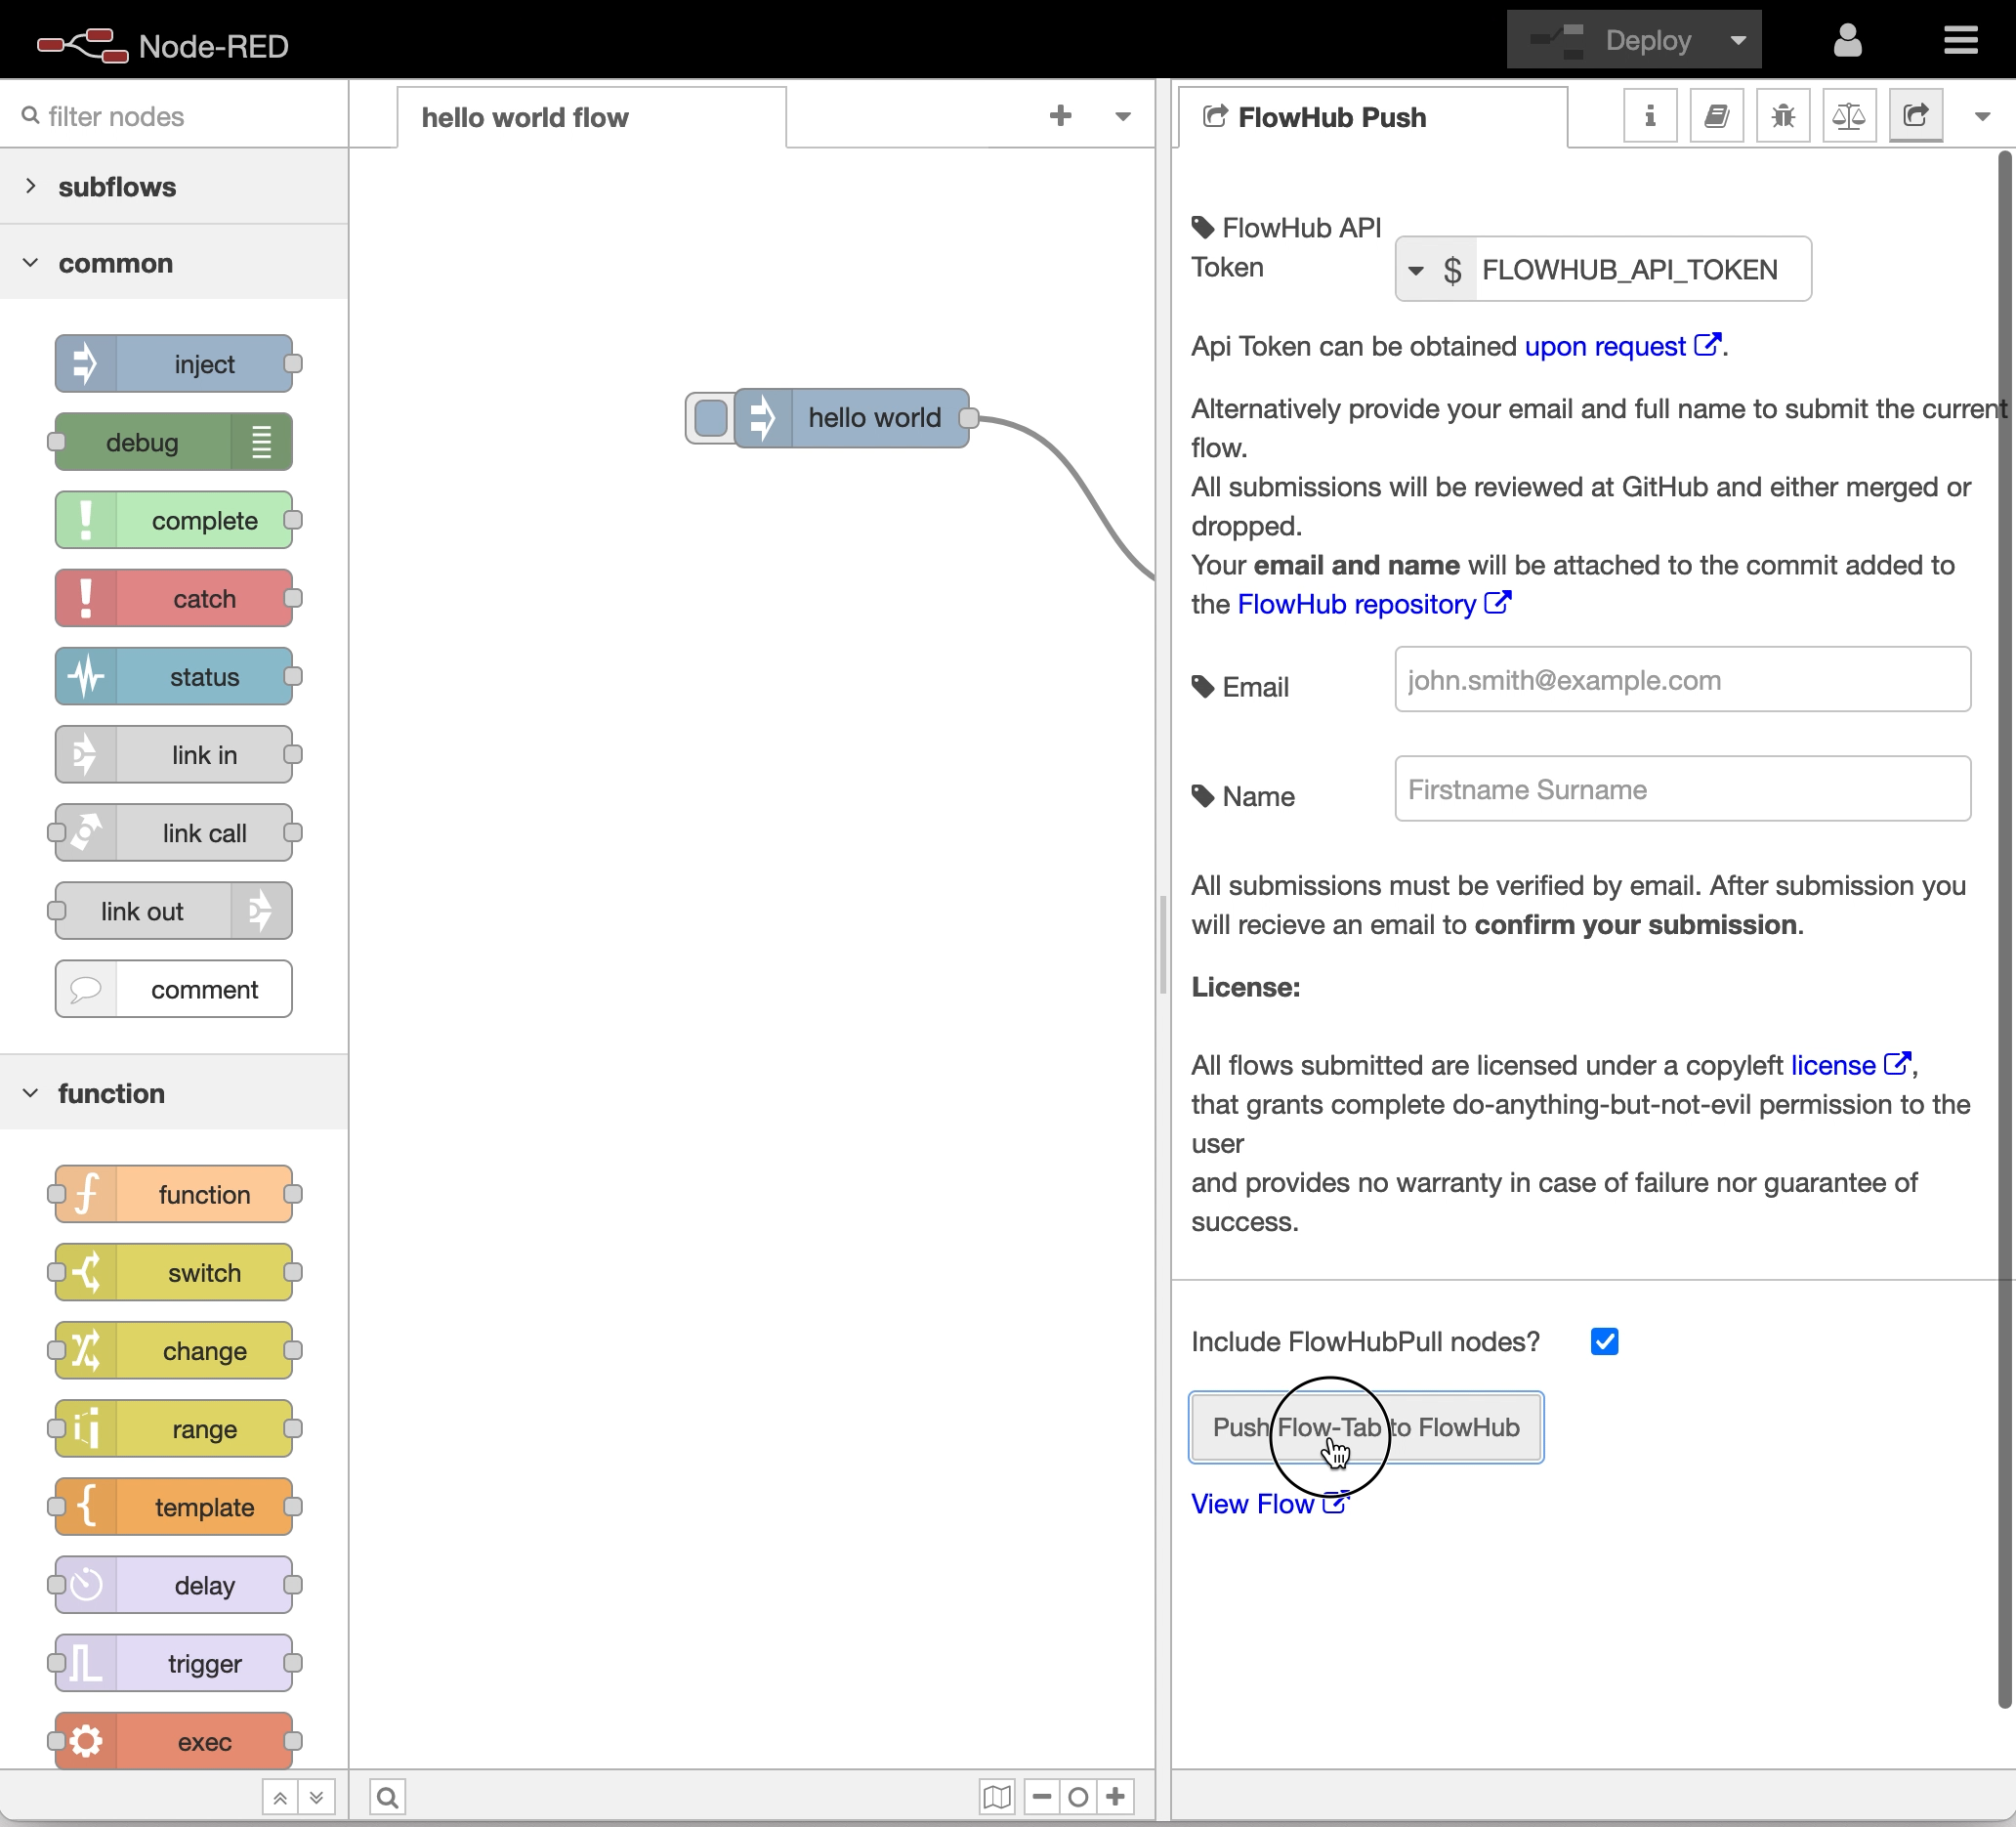 Node-RED
Deploy
filter nodes
hello world flow
FlowHub Push
subflows
common
inject
debug
complete
catch
status
link in
link call
link out
comment
function
function
switch
change
range
template
delay
trigger
exec
hello world
FlowHub API
Token
$ FLOWHUB_API_TOKEN
Api Token can be obtained upon request.
Alternatively provide your email and full name to submit the current
flow.
All submissions will be reviewed at GitHub and either merged or
dropped.
Your email and name will be attached to the commit added to
the FlowHub repository
Email
john.smith@example.com
Name
Firstname Surname
All submissions must be verified by email. After submission you
will recieve an email to confirm your submission.
License:
All flows submitted are licensed under a copyleft license,
that grants complete do-anything-but-not-evil permission to the
user
and provides no warranty in case of failure nor guarantee of
success.
Include FlowHubPull nodes?
Push Flow-Tab to FlowHub
View Flow